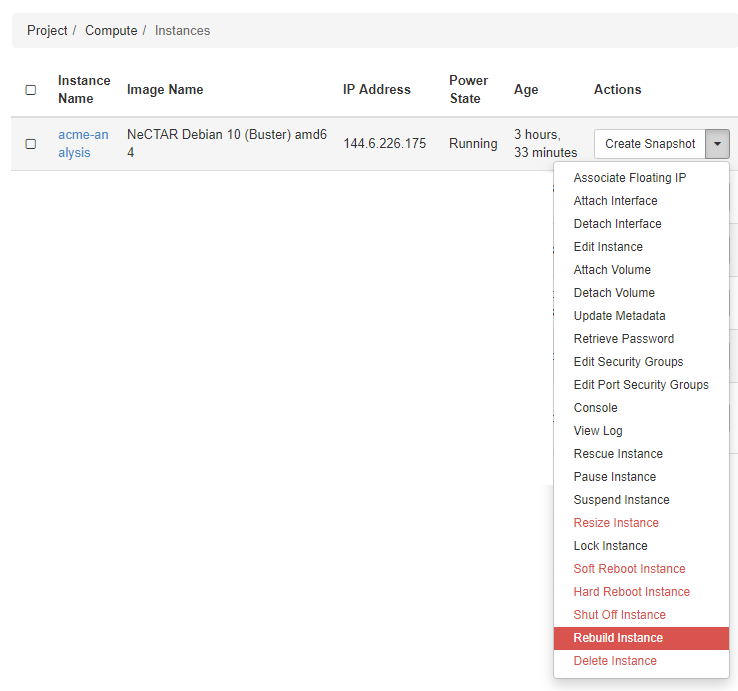 Project / Compute / Instances
Instance Name
Image Name
IP Address
Power State
Age
Actions
acme-an
alysis
NeCTAR Debian 10 (Buster) amd6
4
144.6.226.175
Running
3 hours,
33 minutes
Create Snapshot
Associate Floating IP
Attach Interface
Detach Interface
Edit Instance
Attach Volume
Detach Volume
Update Metadata
Retrieve Password
Edit Security Groups
Edit Port Security Groups
Console
View Log
Rescue Instance
Pause Instance
Suspend Instance
Resize Instance
Lock Instance
Soft Reboot Instance
Hard Reboot Instance
Shut Off Instance
Rebuild Instance
Delete Instance